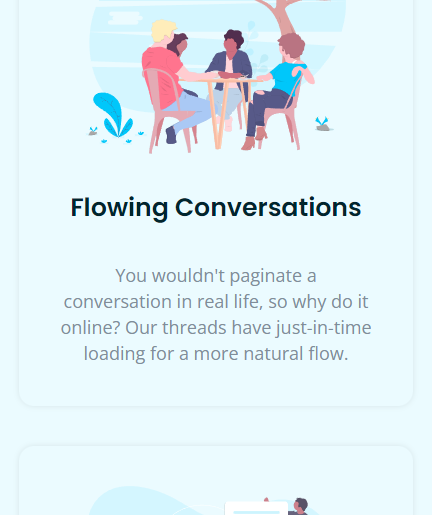 Flowing Conversations
You wouldn't paginate a
conversation in real life, so why do it
online? Our threads have just-in-time
loading for a more natural flow.